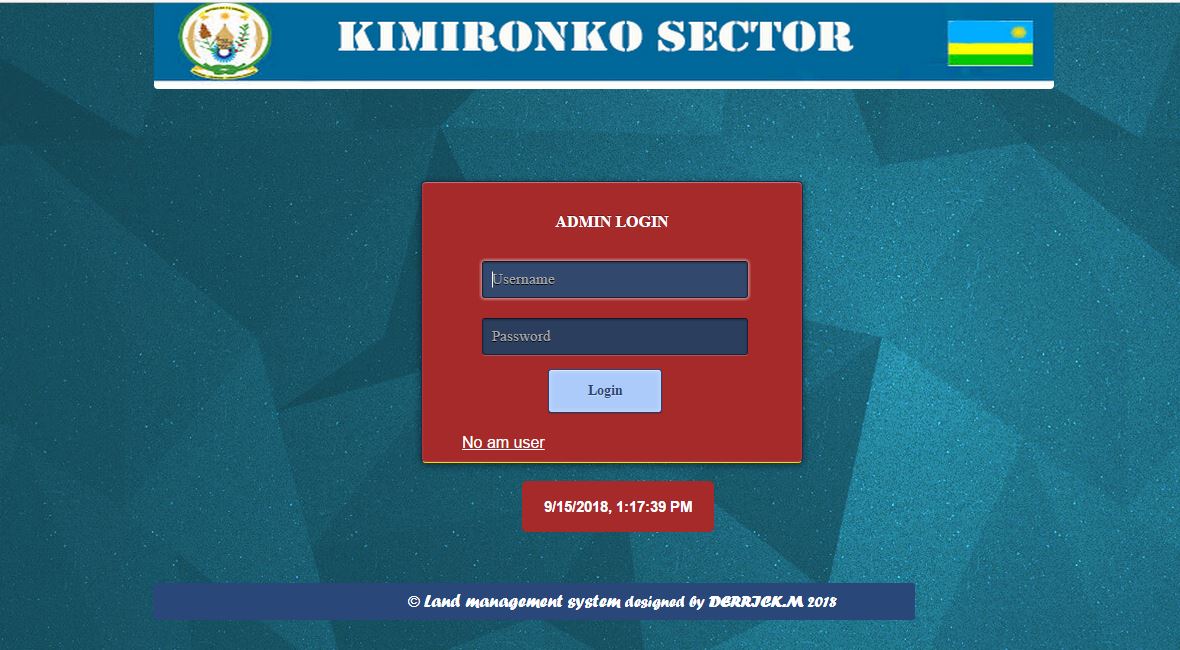 KIMIRONKO SECTOR
ADMIN LOGIN
Username
Password
Login
No am user
9/15/2018, 1:17:39 PM
© Land management system designed by DERRICK.M 2018